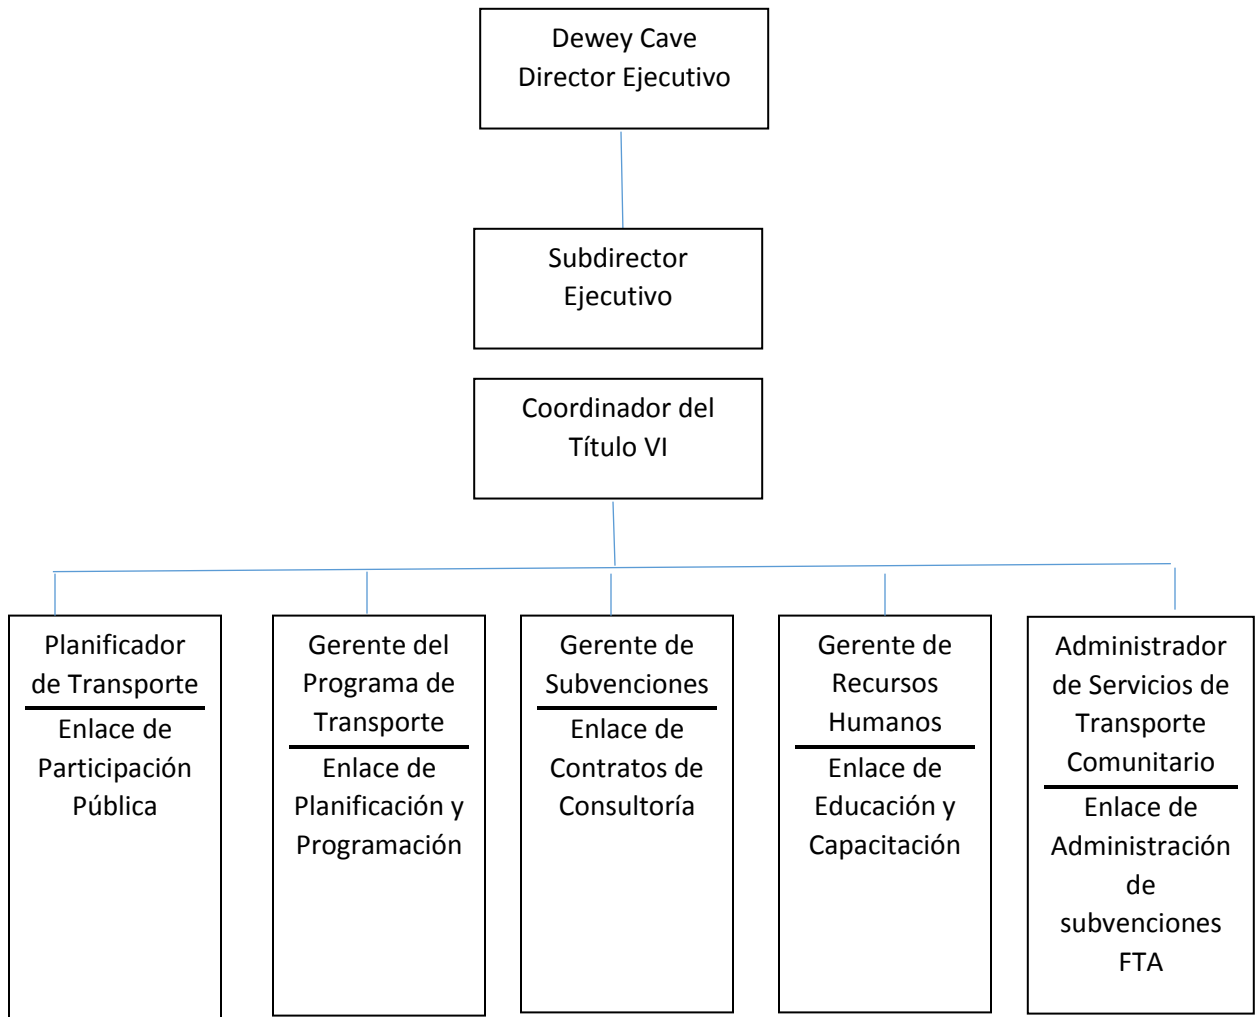 Dewey Cave
Director Ejecutivo
Subdirector
Ejecutivo
Coordinador del
Título VI
Planificador
de Transporte
Enlace de
Participación
Pública
Gerente del
Programa de
Transporte
Enlace de
Planificación y
Programación
Gerente de
Subvenciones
Enlace de
Contratos de
Consultoría
Gerente de
Recursos
Humanos
Enlace de
Educación y
Capacitación
Administrador
de Servicios de
Transporte
Comunitario
Enlace de
Administración
de
subvenciones
FTA